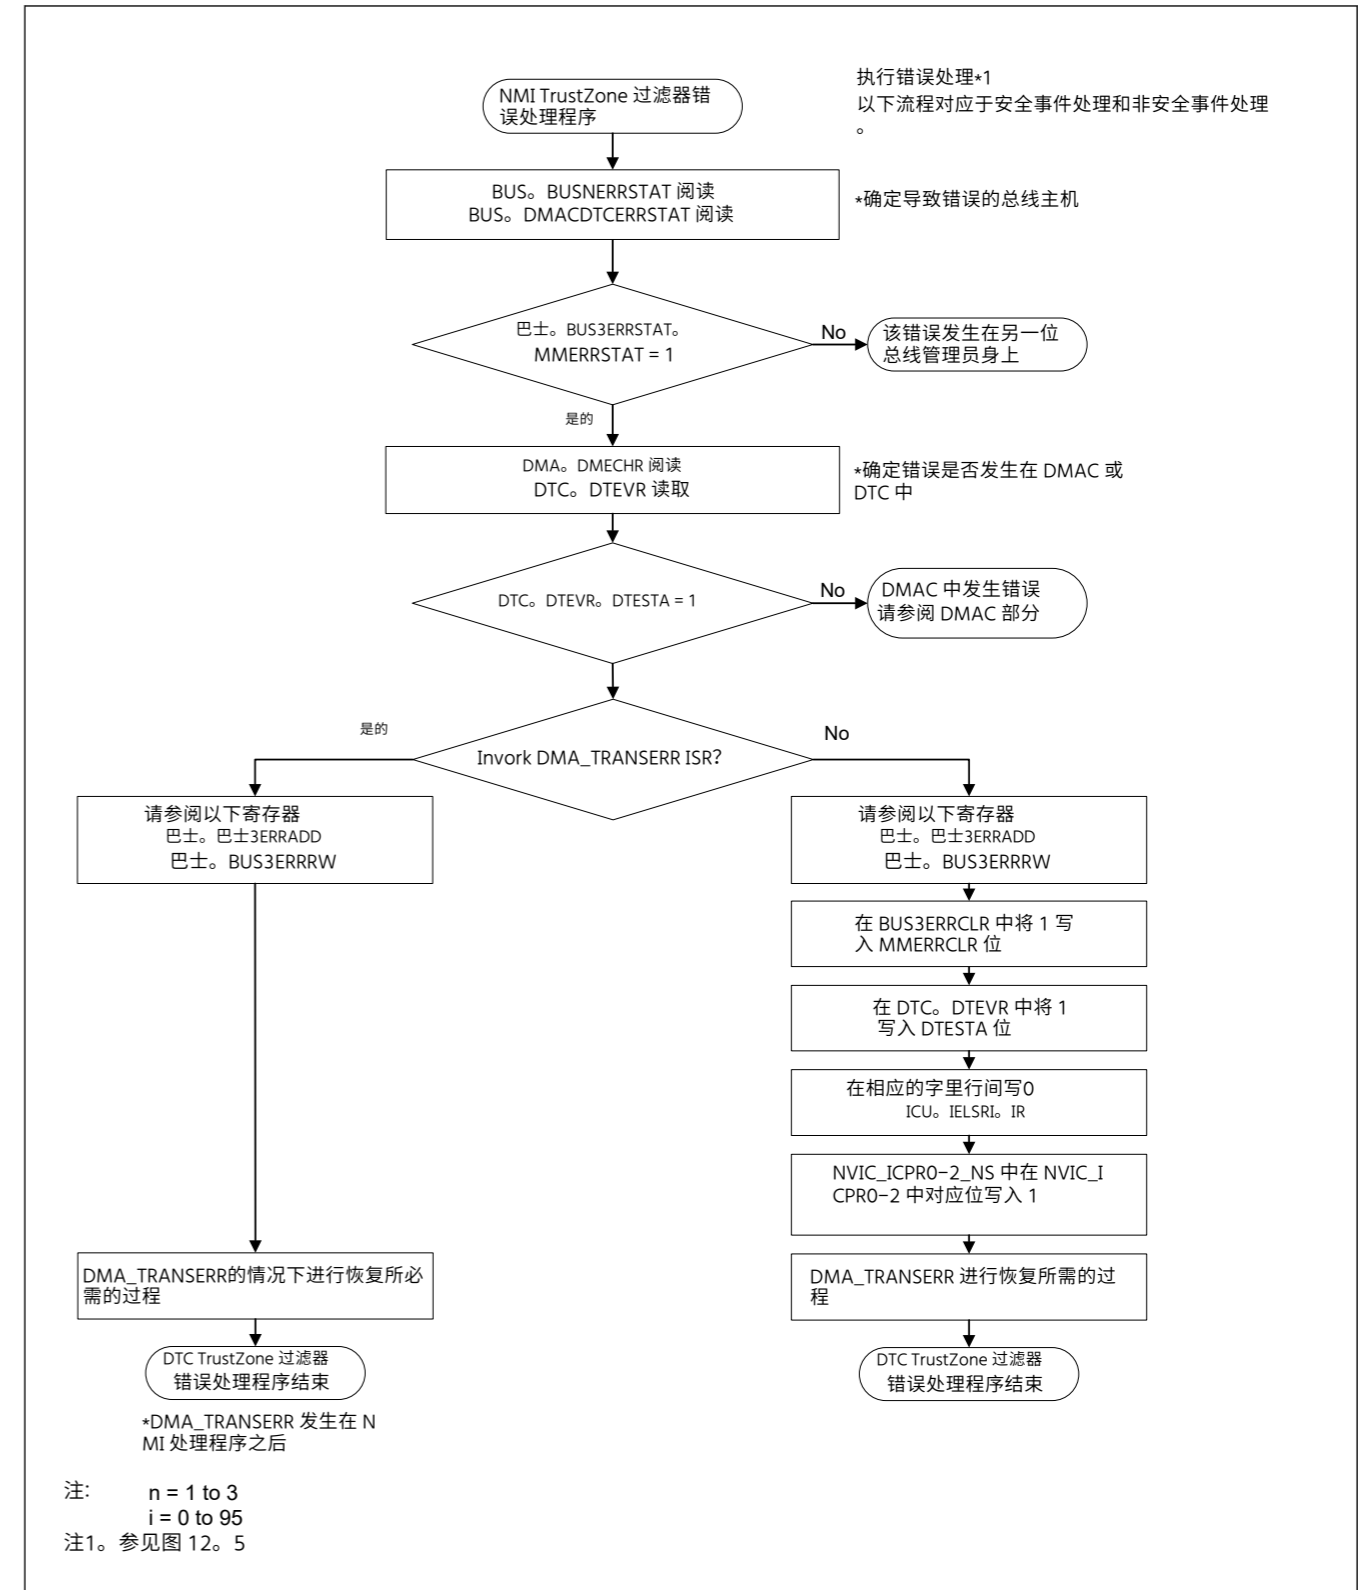 执行错误处理*1
以下流程对应于安全事件处理和非安全事件处理
。
NMI TrustZone 过滤器错
误处理程序
BUS。BUSNERRSTAT 阅读
BUS。DMACDTCERRSTAT 阅读
*确定导致错误的总线主机
巴士。BUS3ERRSTAT。
MMERRSTAT = 1
No
该错误发生在另一位
总线管理员身上
是的
DMA。DMECHR 阅读
DTC。DTEVR 读取
*确定错误是否发生在 DMAC 或
DTC 中
DTC。DTEVR。DTESTA = 1
No
DMAC 中发生错误
请参阅 DMAC 部分
是的
Invork DMA_TRANSERR ISR?
No
请参阅以下寄存器
巴士。巴士3ERRADD
巴士。BUS3ERRRW
请参阅以下寄存器
巴士。巴士3ERRADD
巴士。BUS3ERRRW
在 BUS3ERRCLR 中将 1 写
入 MMERRCLR 位
在 DTC。DTEVR 中将 1
写入 DTESTA 位
在相应的字里行间写0
ICU。IELSRI。IR
NVIC_ICPR0-2_NS 中在 NVIC_I
CPR0-2 中对应位写入 1
DMA_TRANSERR的情况下进行恢复所必
需的过程
DMA_TRANSERR 进行恢复所需的过
程
DTC TrustZone 过滤器
错误处理程序结束
DTC TrustZone 过滤器
错误处理程序结束
*DMA_TRANSERR 发生在 N
MI 处理程序之后
注: n = 1 to 3
i = 0 to 95
注1。参见图 12。5